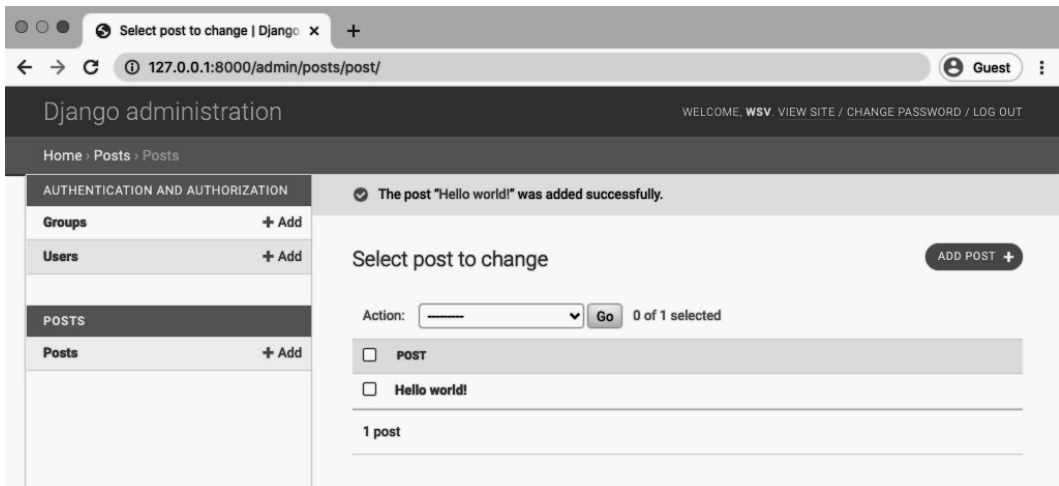 Select post to change | Django
127.0.0.1:8000/admin/posts/post/
Guest
Django administration
WELCOME, WSV. VIEW SITE / CHANGE PASSWORD / LOG OUT
Home › Posts › Posts
AUTHENTICATION AND AUTHORIZATION
Groups + Add
Users + Add
POSTS
Posts + Add
The post “Hello world!” was added successfully.
Select post to change
ADD POST +
Action: --------- Go 0 of 1 selected
POST
Hello world!
1 post